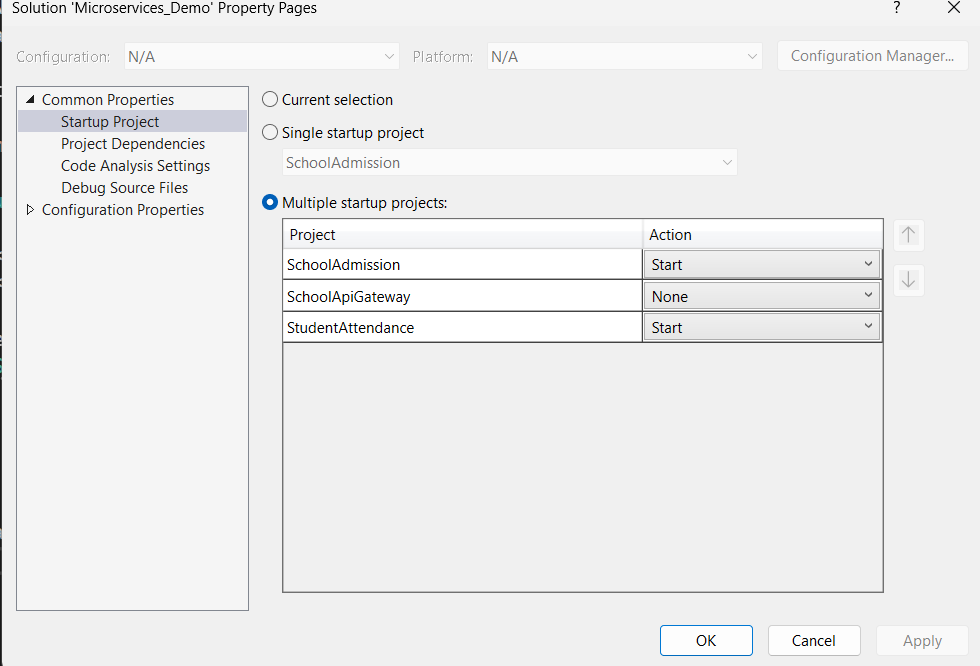 Solution 'Microservices_Demo' Property Pages ?
Configuration: N/A Platform: N/A Configuration Manager...
Common Properties
Startup Project
Project Dependencies
Code Analysis Settings
Debug Source Files
Configuration Properties
Current selection
Single startup project
SchoolAdmission
Multiple startup projects:
Project Action
SchoolAdmission Start
SchoolApiGateway None
StudentAttendance Start
OK Cancel Apply